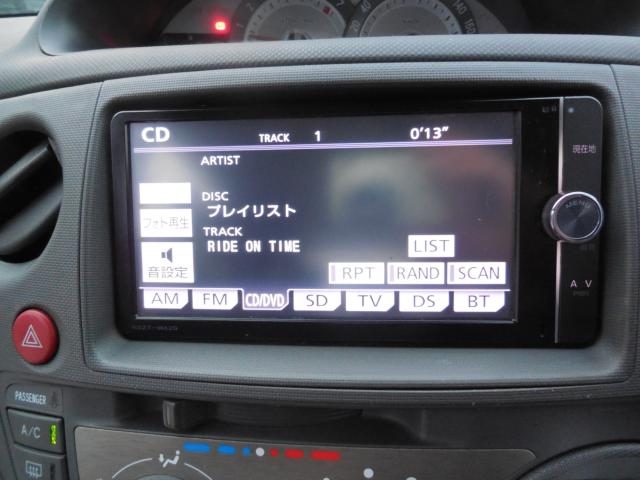 CD TRACK 1 0'13"
ARTIST
DISC
プレイリスト
TRACK
RIDE ON TIME
フォト再生
音設定
LIST
RPT RAND SCAN
AM FM CD/DVD SD TV DS BT
現在地
MENU
∧ ∨
PASSENGER
A/C